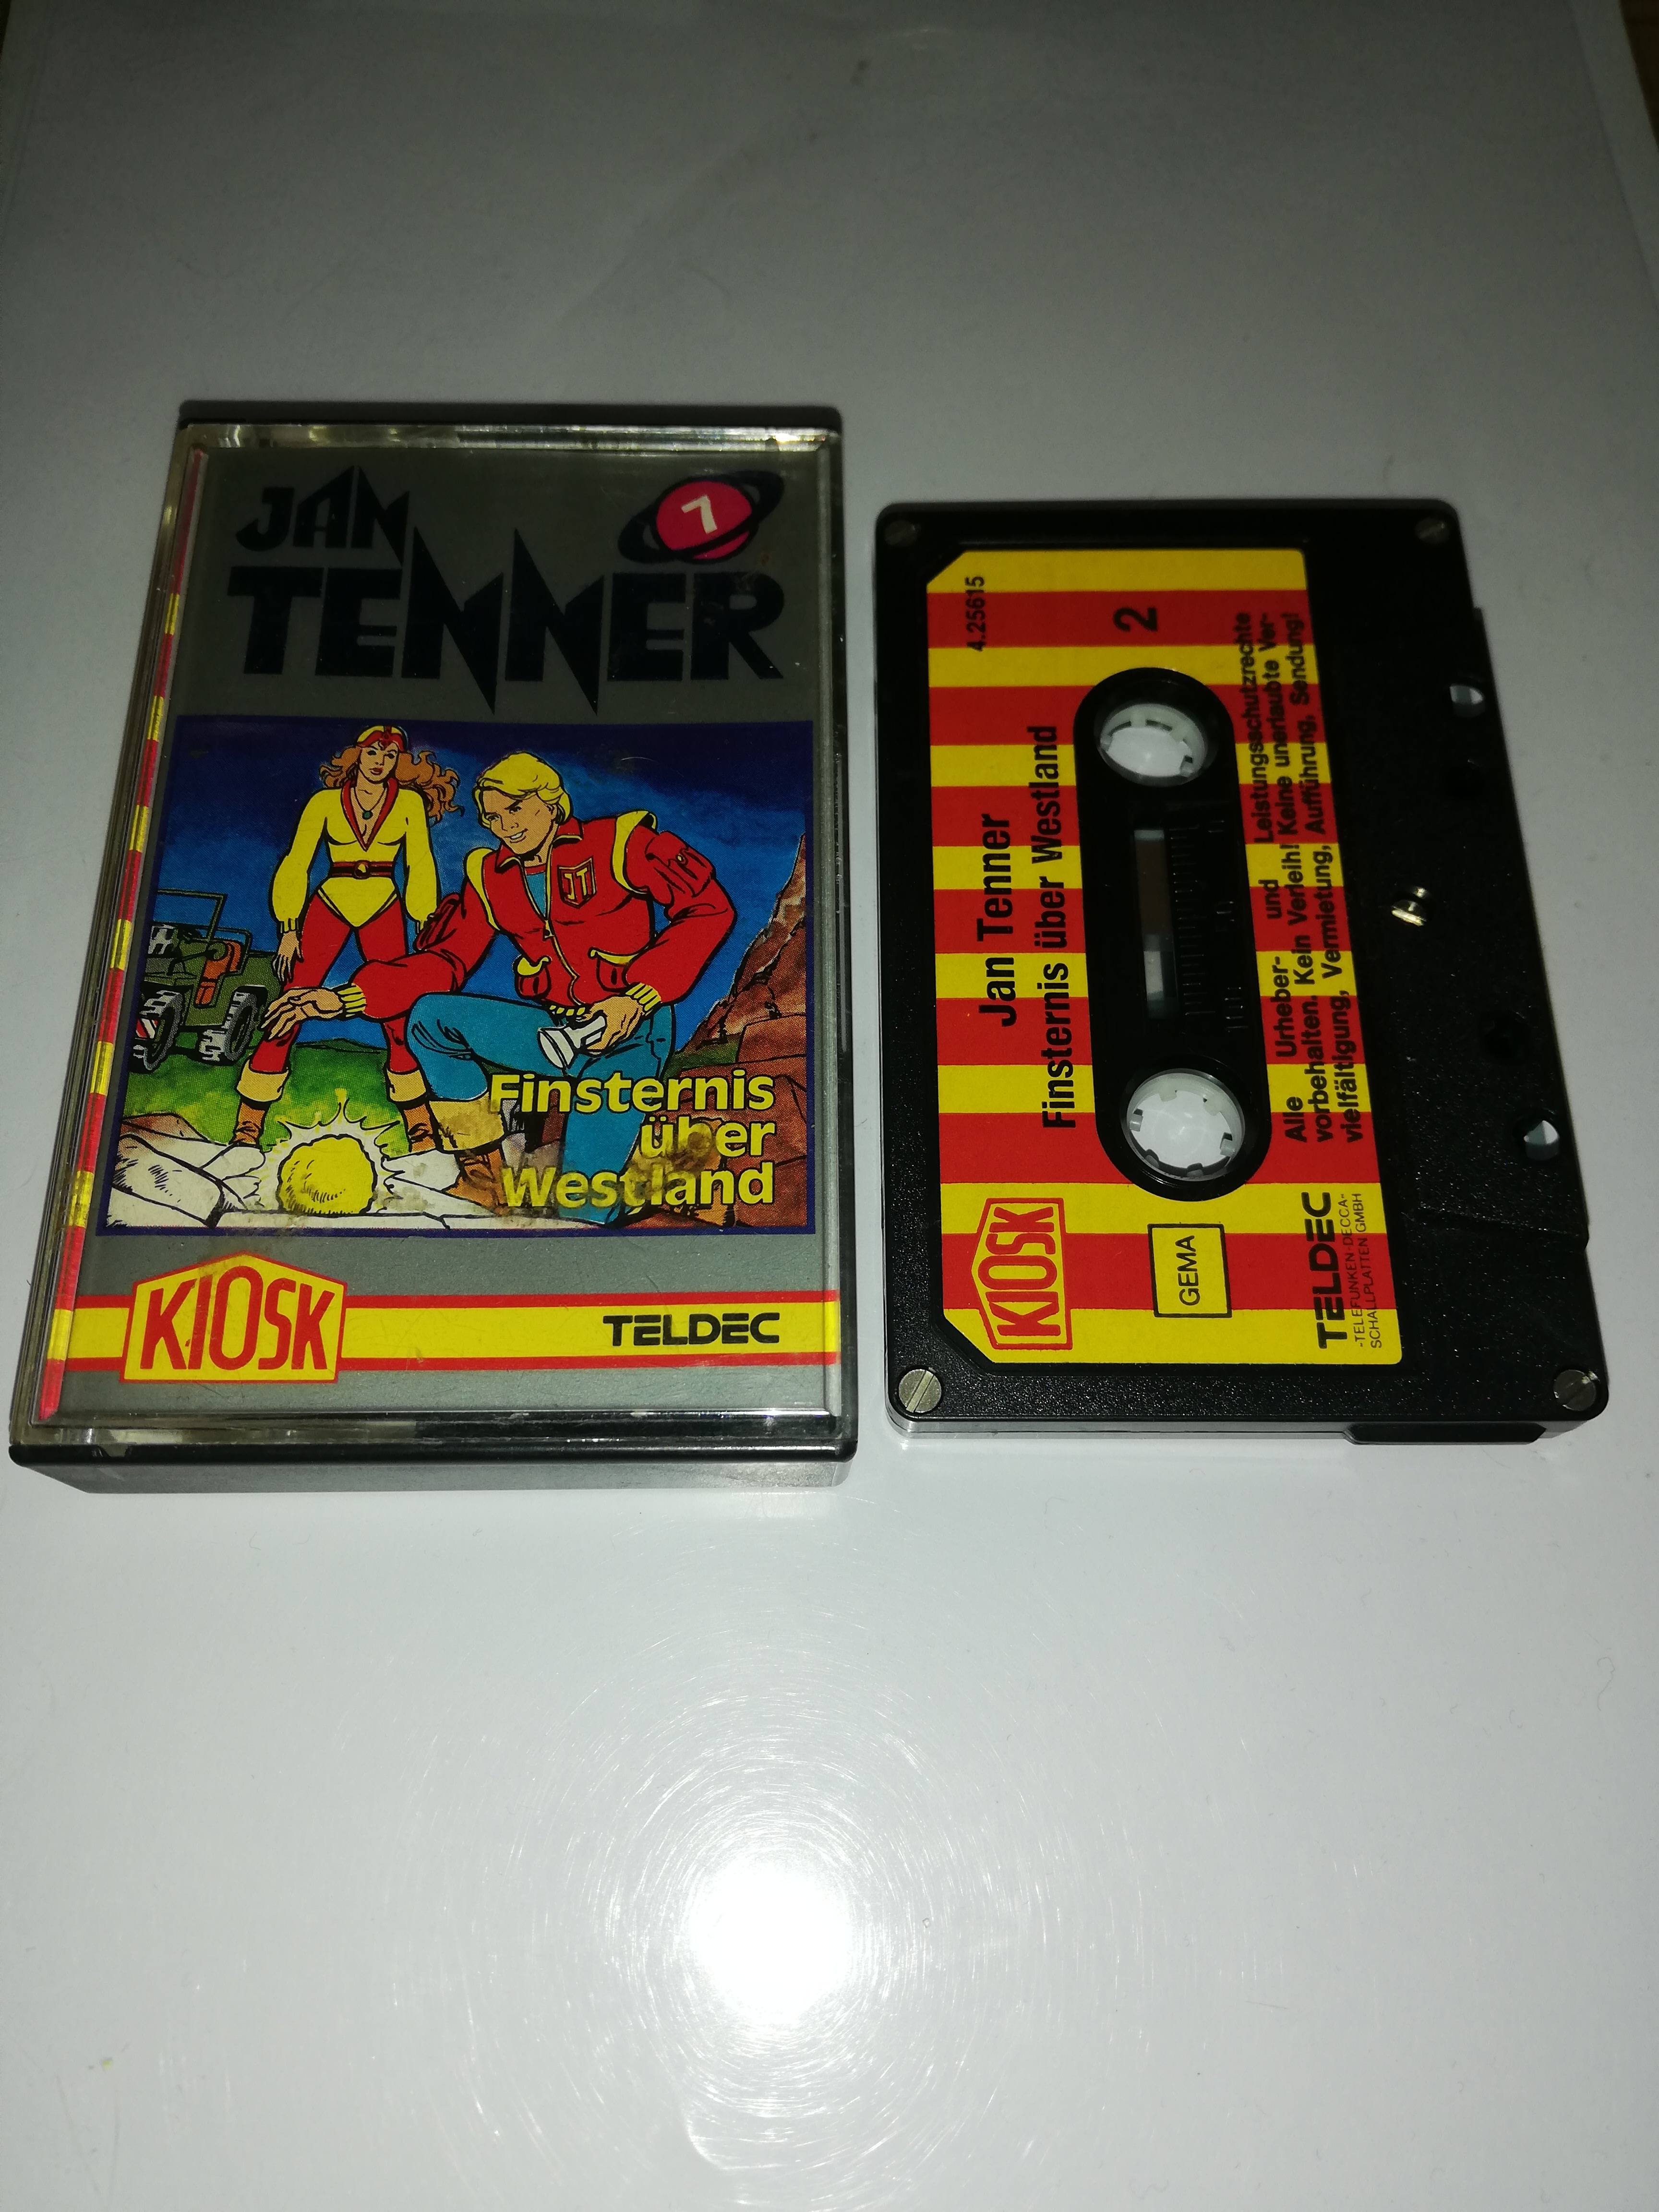 JAN
TENNER
7
JT
Finsternis
über
Westland
KIOSK
TELDEC
4.25615
2
Jan Tenner
Finsternis über Westland
KIOSK
GEMA
Alle Urheber- und Leistungsschutzrechte
vorbehalten. Kein Verleih! Keine unerlaubte Ver-
vielfältigung, Vermietung, Aufführung, Sendung!
TELDEC
-TELEFUNKEN-DECCA-
SCHALLPLATTEN GMBH